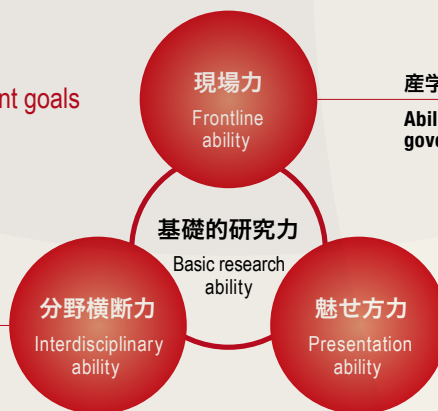 nt goals
現場力
Frontline
ability
産学
Abil
gove
基礎的研究力
Basic research
ability
分野横断力
Interdisciplinary
ability
魅せ方力
Presentation
ability